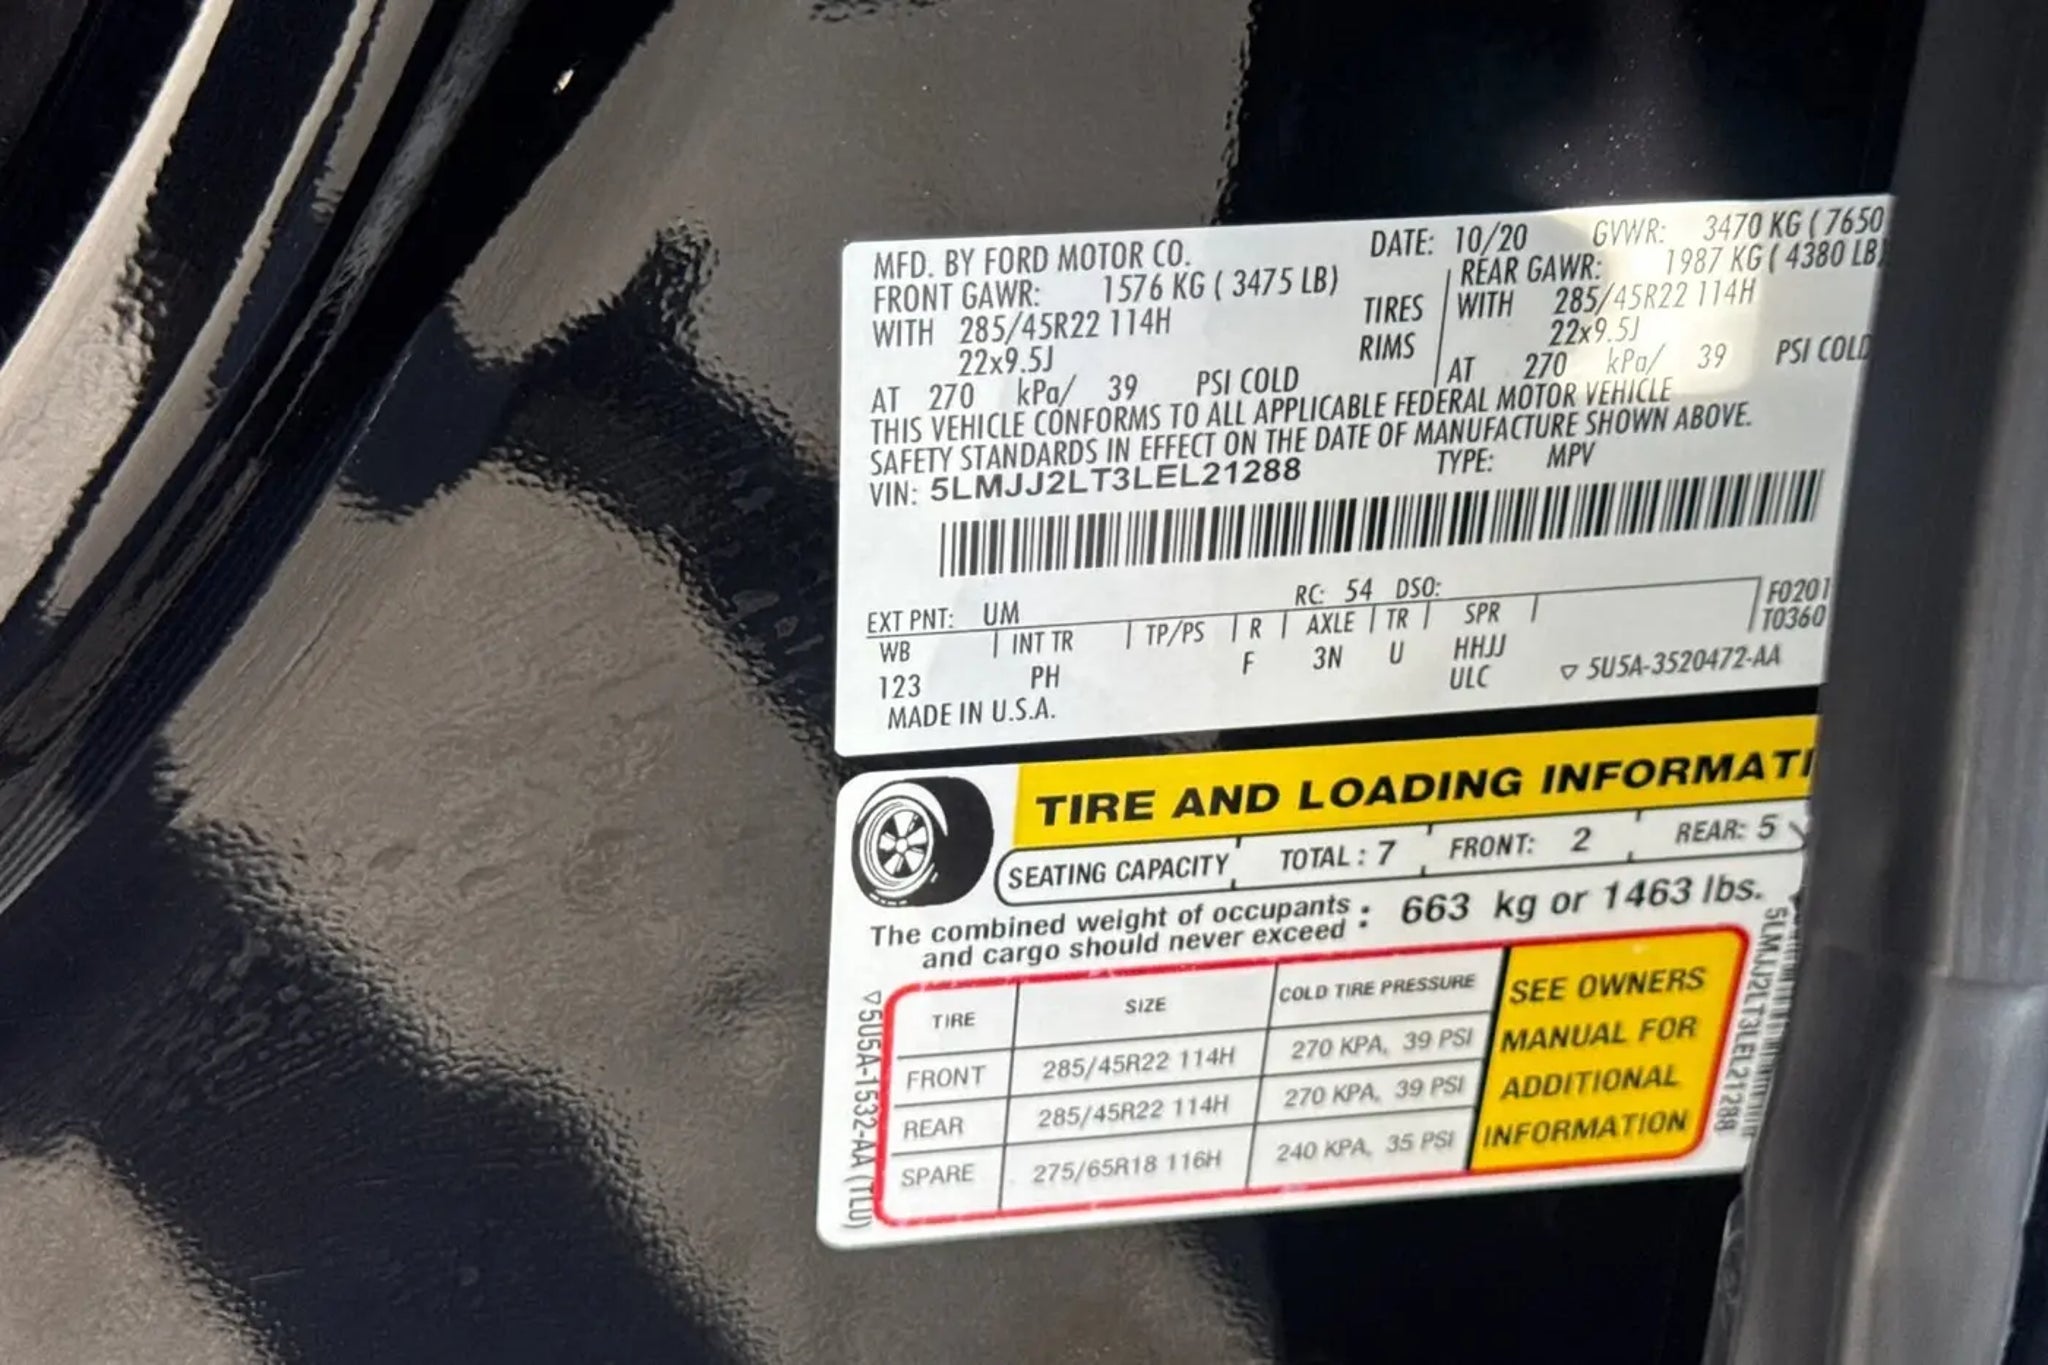 MFD. BY FORD MOTOR CO. DATE: 10/20 GVWR: 3470 KG ( 7650
FRONT GAWR: 1576 KG ( 3475 LB) REAR GAWR: 1987 KG ( 4380 LB)
WITH 285/45R22 114H TIRES WITH 285/45R22 114H
22x9.5J RIMS 22x9.5J
AT 270 kPa/ 39 PSI COLD AT 270 kPa/ 39 PSI COLD
THIS VEHICLE CONFORMS TO ALL APPLICABLE FEDERAL MOTOR VEHICLE
SAFETY STANDARDS IN EFFECT ON THE DATE OF MANUFACTURE SHOWN ABOVE.
VIN: 5LMJJ2LT3LEL21288 TYPE: MPV
EXT PNT: UM RC: 54 DSO: F0201
WB INT TR TP/PS R AXLE TR SPR T0360
123 PH F 3N U HHJJ
ULC ▽ 5U5A-3520472-AA
MADE IN U.S.A.
TIRE AND LOADING INFORMATI
SEATING CAPACITY TOTAL : 7 FRONT: 2 REAR: 5
The combined weight of occupants
and cargo should never exceed : 663 kg or 1463 lbs.
TIRE SIZE COLD TIRE PRESSURE
FRONT 285/45R22 114H 270 KPA, 39 PSI
REAR 285/45R22 114H 270 KPA, 39 PSI
SPARE 275/65R18 116H 240 KPA, 35 PSI
SEE OWNERS
MANUAL FOR
ADDITIONAL
INFORMATION
▽5U5A-1532-AA (TLU)
5LMJJ2LT3LEL21288